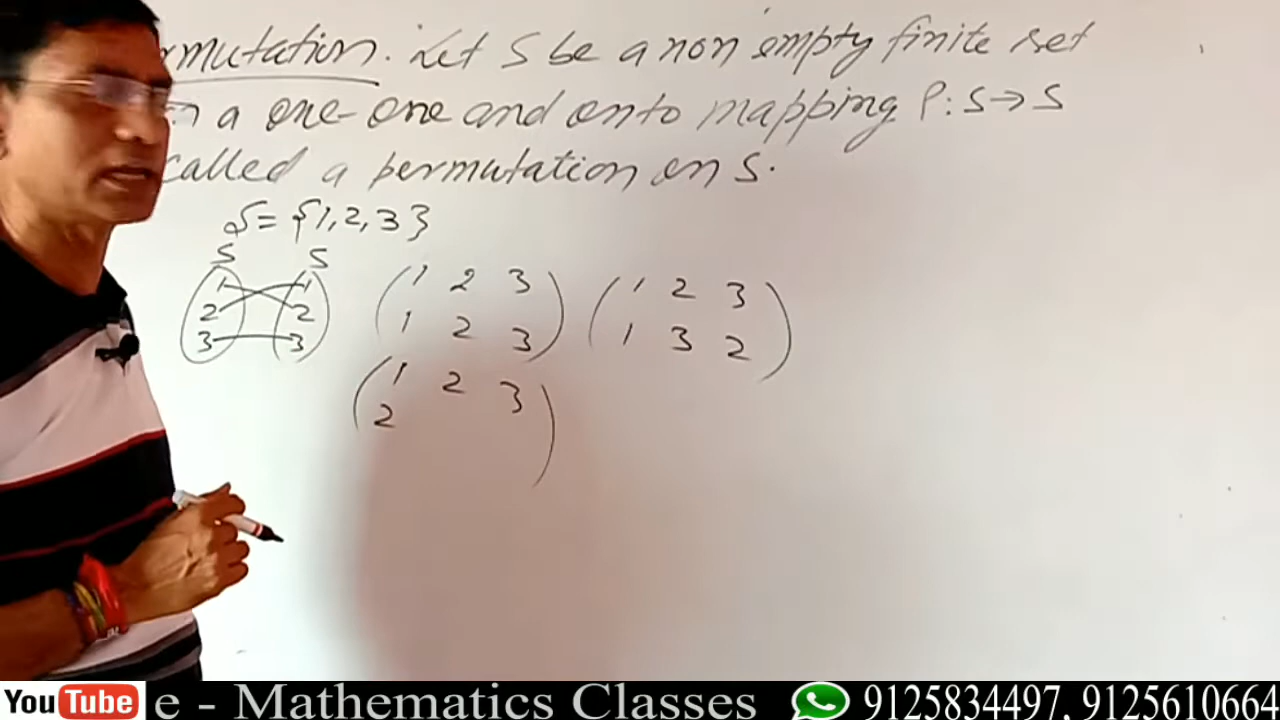 rmutation. Let S be a non empty finite set
n a one-one and onto mapping P: S→S
called a permutation on S.
S = {1, 2, 3}
S S
1 1
2 2
3 3
( 1 2 3 ) ( 1 2 3 )
( 1 2 3 ) ( 1 3 2 )
( 1 2 3 )
( 2 )
YouTube e - Mathematics Classes 9125834497, 9125610664